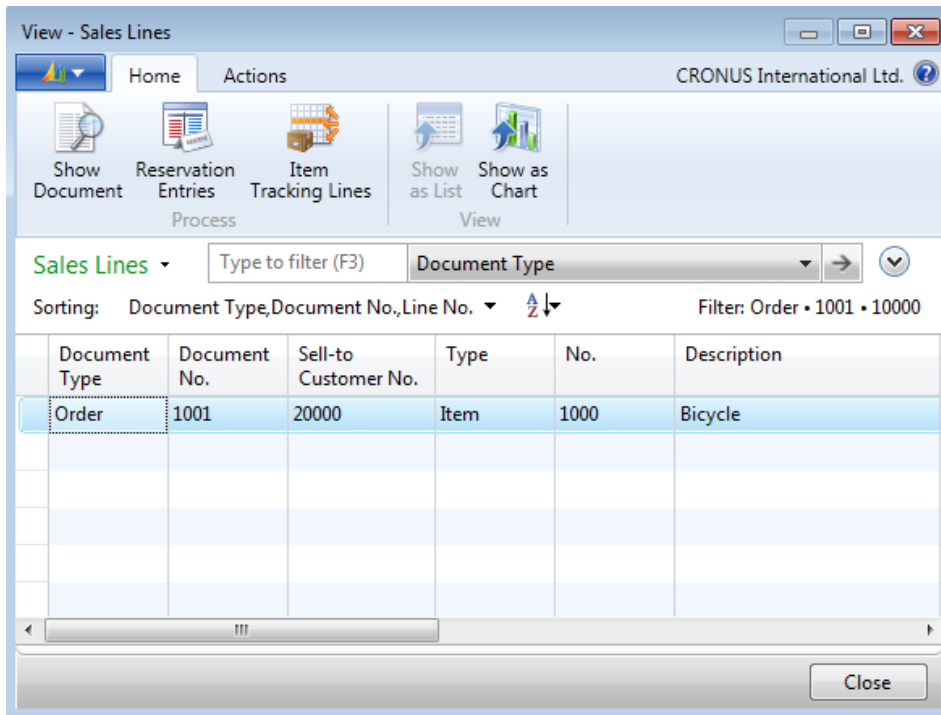 View - Sales Lines
Home Actions CRONUS International Ltd.
Show Document
Reservation Entries
Item Tracking Lines
Show as List
Show as Chart
Process
View
Sales Lines Type to filter (F3) Document Type
Sorting: Document Type,Document No.,Line No. Filter: Order • 1001 • 10000
Document Type Document No. Sell-to Customer No. Type No. Description
Order 1001 20000 Item 1000 Bicycle
Close